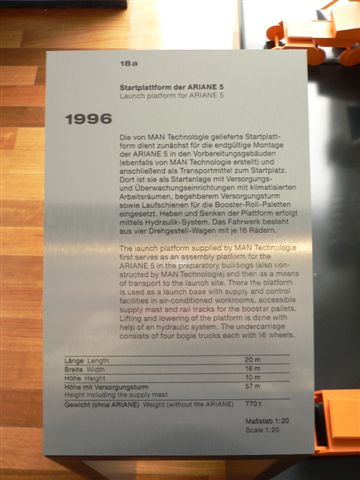 18a
Startplattform der ARIANE 5
Launch platform for ARIANE 5
1996
Die von MAN Technologie gelieferte Startplatt-
form dient zunächst für die endgültige Montage
der ARIANE 5 in den Vorbereitungsgebäuden
(ebenfalls von MAN Technologie erstellt) und
anschließend als Transportmittel zum Startplatz.
Dort ist sie als Startanlage mit Versorgungs-
und Überwachungseinrichtungen mit klimatisierten
Arbeitsräumen, begehbarem Versorgungsturm
sowie Laufschienen für die Booster-Roll-Paletten
eingesetzt. Heben und Senken der Plattform erfolgt
mittels Hydraulik-System. Das Fahrwerk besteht
aus vier Drehgestell-Wagen mit je 16 Rädern.
The launch platform supplied by MAN Technologie
first serves as an assembly platform for the
ARIANE 5 in the preparatory buildings (also con-
structed by MAN Technologie) and then as a means
of transport to the launch site. There the platform
is used as a launch base with supply and control
facilities in air-conditioned workrooms, accessible
supply mast and rail tracks for the booster pallets.
Lifting and lowering of the platform is done with
help of an hydraulic system. The undercarriage
consists of four bogie trucks each with 16 wheels.
Länge Length 20 m
Breite Width 16 m
Höhe Height 10 m
Höhe mit Versorgungsturm 57 m
Height including the supply mast
Gewicht (ohne ARIANE) Weight (without the ARIANE) 770 t
Maßstab 1:20
Scale 1:20